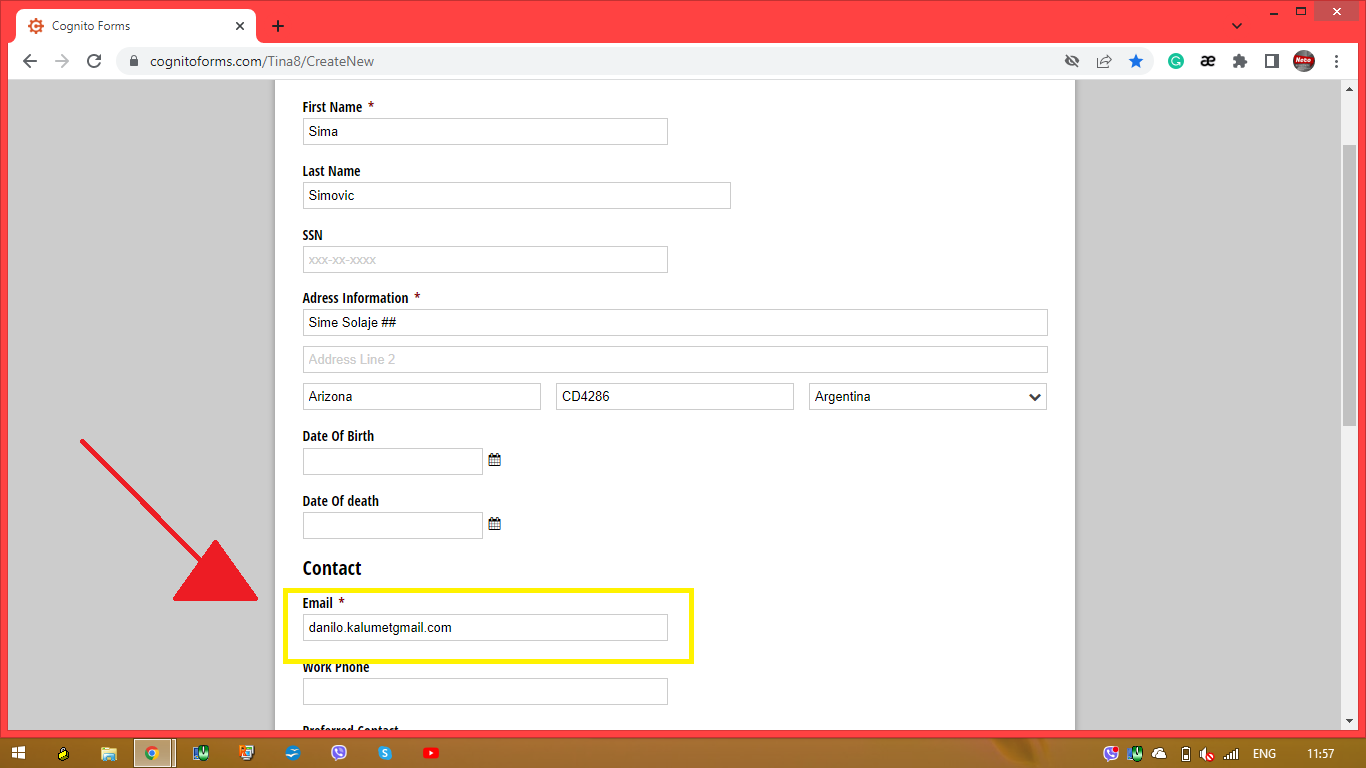 Cognito Forms
cognitoforms.com/Tina8/CreateNew
First Name *
Sima
Last Name
Simovic
SSN
xxx-xx-xxxx
Adress Information *
Sime Solaje ##
Address Line 2
Arizona CD4286 Argentina
Date Of Birth
Date Of death
Contact
Email *
danilo.kalumetgmail.com
Work Phone
Preferred Contact
ENG 11:57